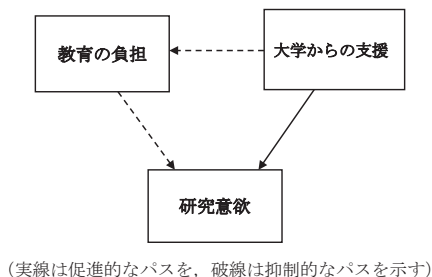 教育の負担
大学からの支援
研究意欲
（実線は促進的なパスを，破線は抑制的なパスを示す）